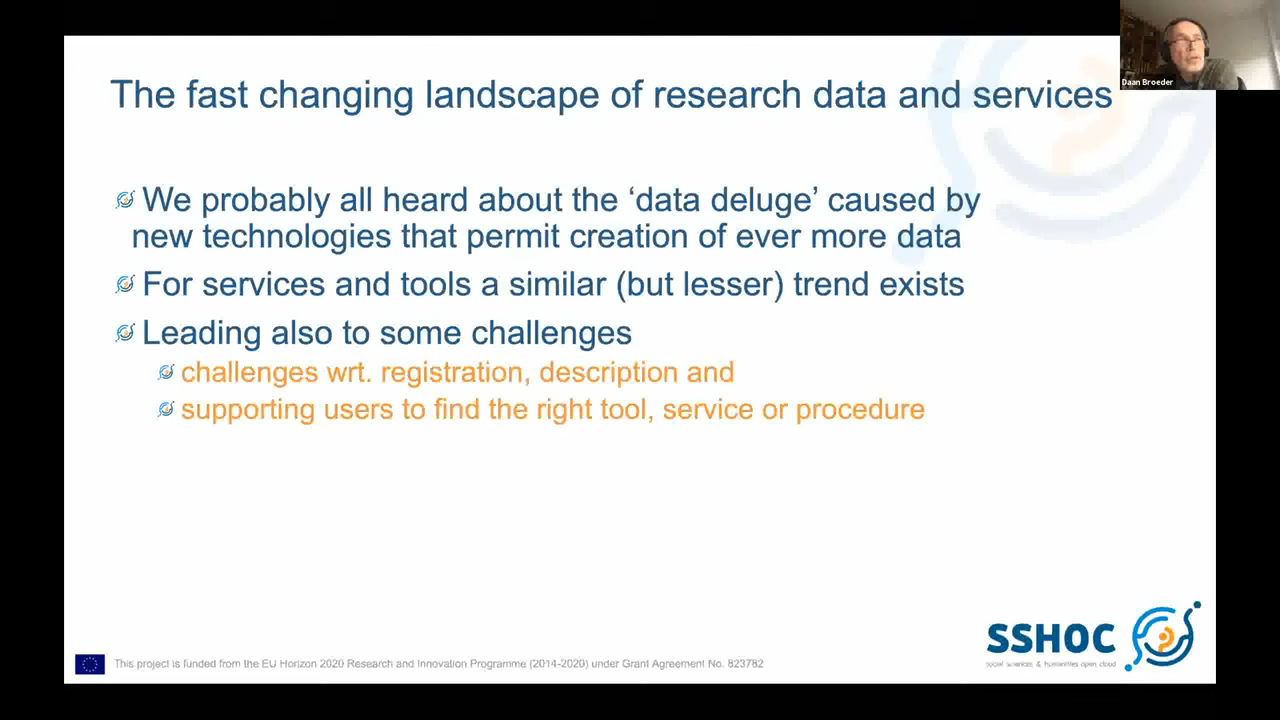 The fast changing landscape of research data and services
Daan Broeder
We probably all heard about the ‘data deluge’ caused by
new technologies that permit creation of ever more data
For services and tools a similar (but lesser) trend exists
Leading also to some challenges
challenges wrt. registration, description and
supporting users to find the right tool, service or procedure
SSHOC
social sciences & humanities open cloud
This project is funded from the EU Horizon 2020 Research and Innovation Programme (2014-2020) under Grant Agreement No. 823782